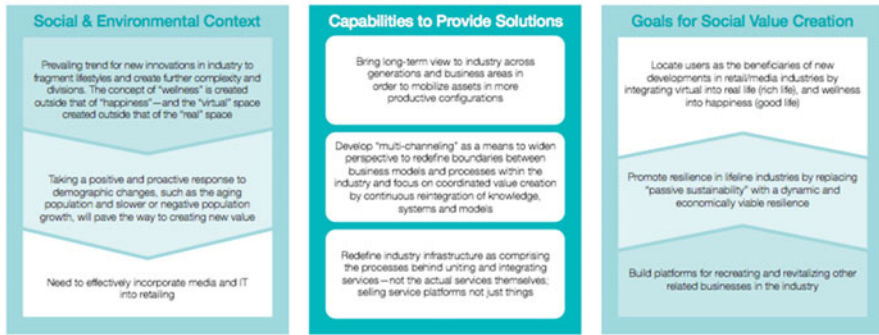 Social & Environmental Context
Prevailing trend for new innovations in industry to
fragment lifestyles and create further complexity and
divisions. The concept of "wellness" is created
outside that of "happiness"—and the "virtual" space
created outside that of the "real" space
Taking a positive and proactive response to
demographic changes, such as the aging
population and slower or negative population
growth, will pave the way to creating new value
Need to effectively incorporate media and IT
into retailing
Capabilities to Provide Solutions
Bring long-term view to industry across
generations and business areas in
order to mobilize assets in more
productive configurations
Develop "multi-channeling" as a means to widen
perspective to redefine boundaries between
business models and processes within the
industry and focus on coordinated value creation
by continuous reintegration of knowledge,
systems and models
Redefine industry infrastructure as comprising
the processes behind uniting and integrating
services—not the actual services themselves;
selling service platforms not just things
Goals for Social Value Creation
Locate users as the beneficiaries of new
developments in retail/media industries by
integrating virtual into real life (rich life), and wellness
into happiness (good life)
Promote resilience in lifeline industries by replacing
"passive sustainability" with a dynamic and
economically viable resilience
Build platforms for recreating and revitalizing other
related businesses in the industry